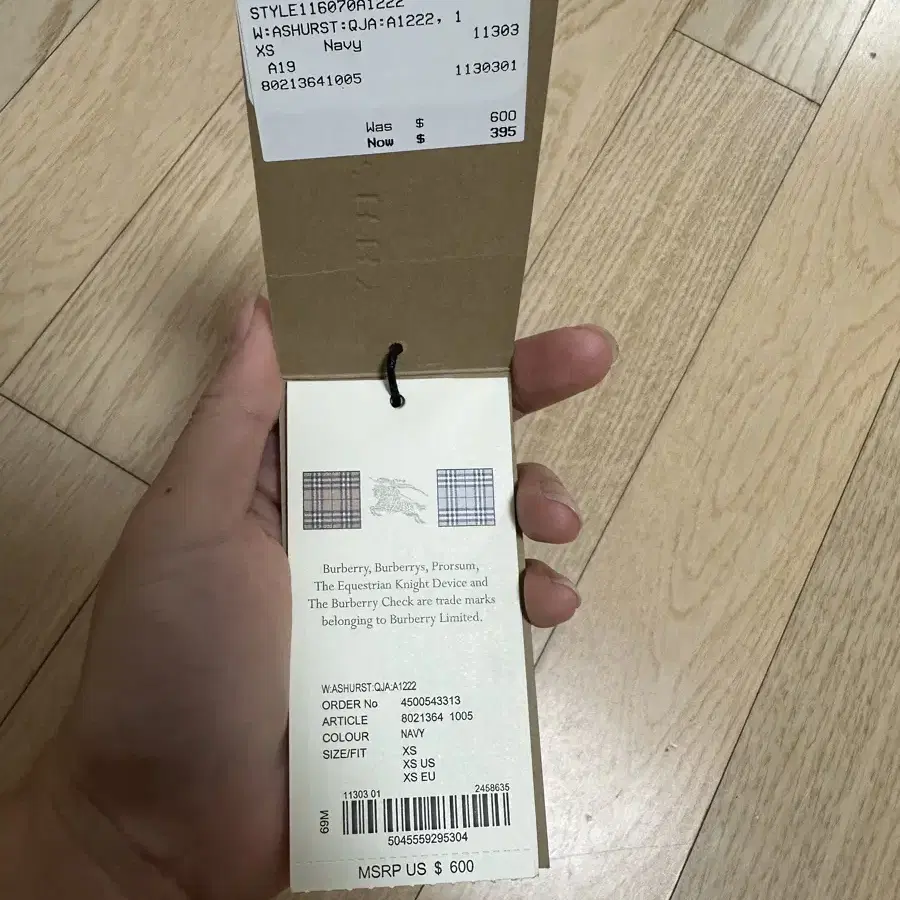 STYLE116070A1222
W:ASHURST:QJA:A1222, 1
XS Navy 11303
A19
80213641005 1130301
Was $ 600
Now $ 395
Burberry, Burberrys, Prorsum,
The Equestrian Knight Device and
The Burberry Check are trade marks
belonging to Burberry Limited.
W:ASHURST:QJA:A1222
ORDER No 4500543313
ARTICLE 8021364 1005
COLOUR NAVY
SIZE/FIT XS
XS US
XS EU
11303 01 2458635
69M
5045559295304
MSRP US $ 600